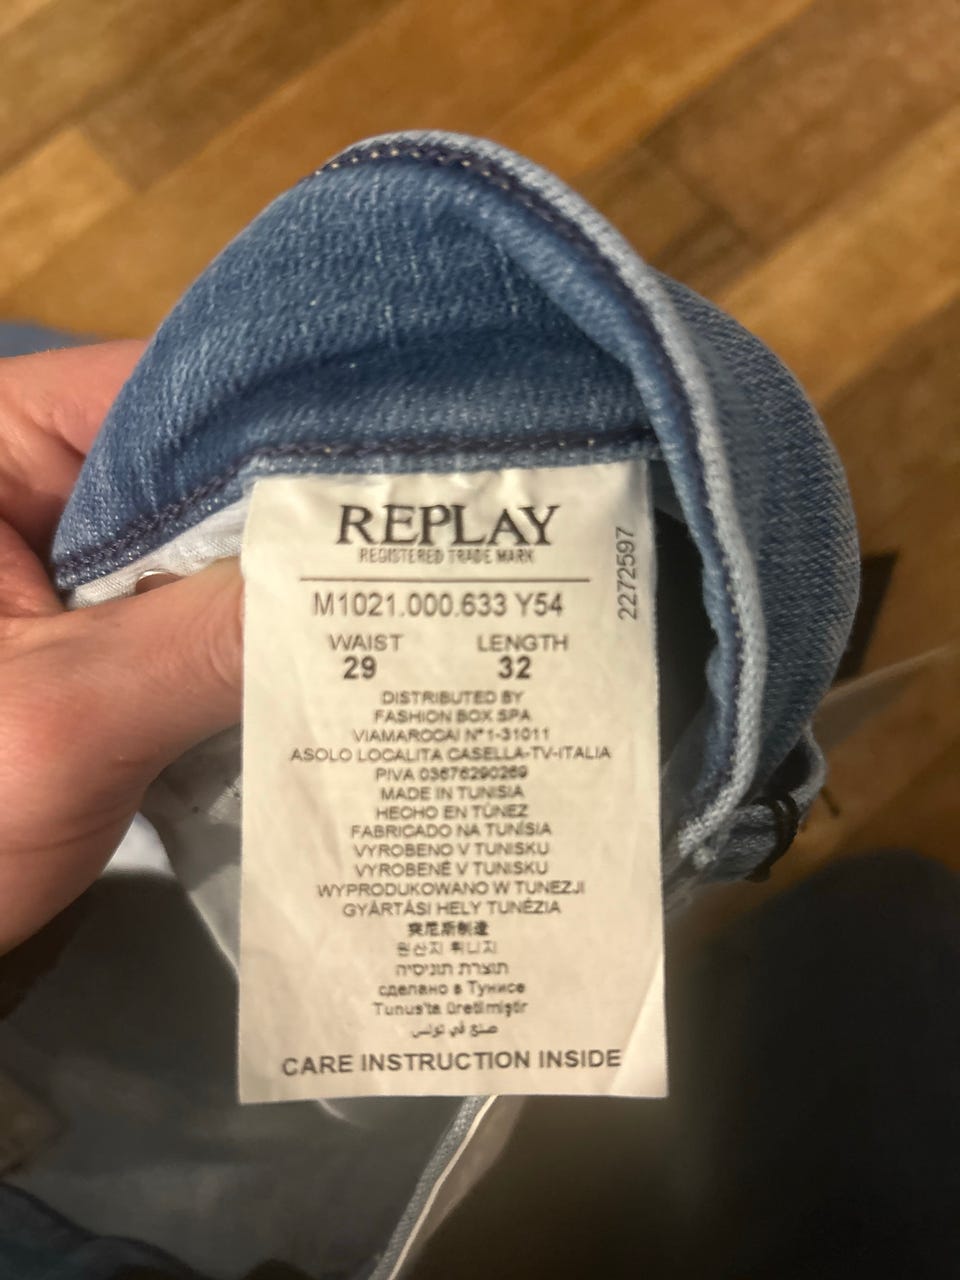 REPLAY
REGISTERED TRADE MARK
M1021.000.633 Y54
2272597
WAIST LENGTH
29 32
DISTRIBUTED BY
FASHION BOX SPA
VIAMAROCAI N°1-31011
ASOLO LOCALITA CASELLA-TV-ITALIA
PIVA 03676290269
MADE IN TUNISIA
HECHO EN TÚNEZ
FABRICADO NA TUNÍSIA
VYROBENO V TUNISKU
VYROBENÉ V TUNISKU
WYPRODUKOWANO W TUNEZJI
GYÁRTÁSI HELY TUNÉZIA
突尼斯制造
원산지 튀니지
תוצרת תוניסיה
сделано в Тунисе
Tunus'ta üretilmiştir
صنع في تونس
CARE INSTRUCTION INSIDE